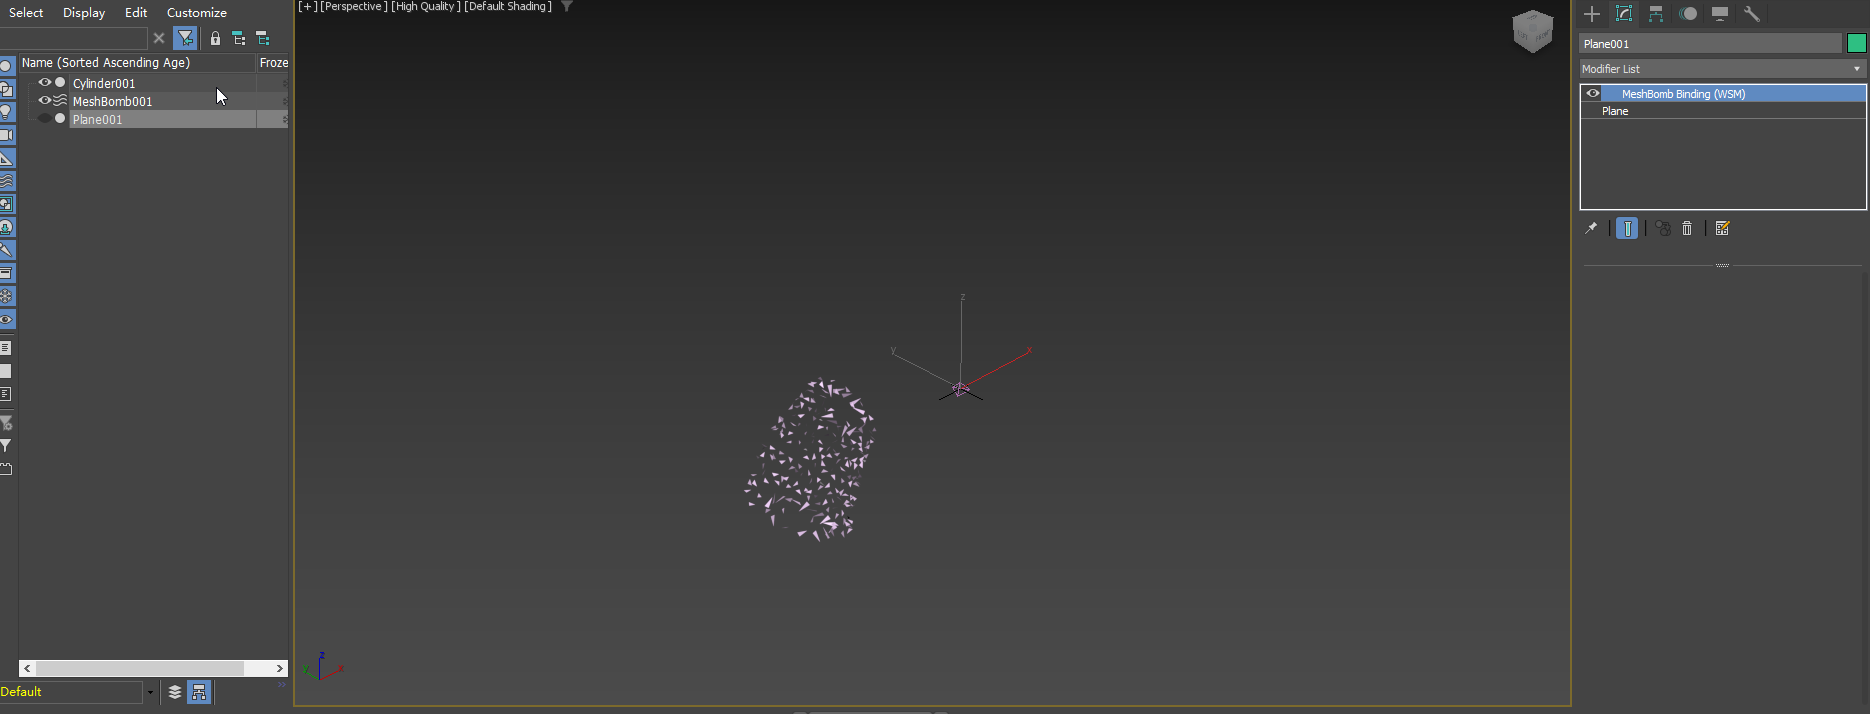 Select Display Edit Customize
Name (Sorted Ascending Age) Froze
Cylinder001
MeshBomb001
Plane001
Default
[+] [Perspective] [High Quality] [Default Shading]
z
y
x
z
y
x
Plane001
Modifier List
MeshBomb Binding (WSM)
Plane